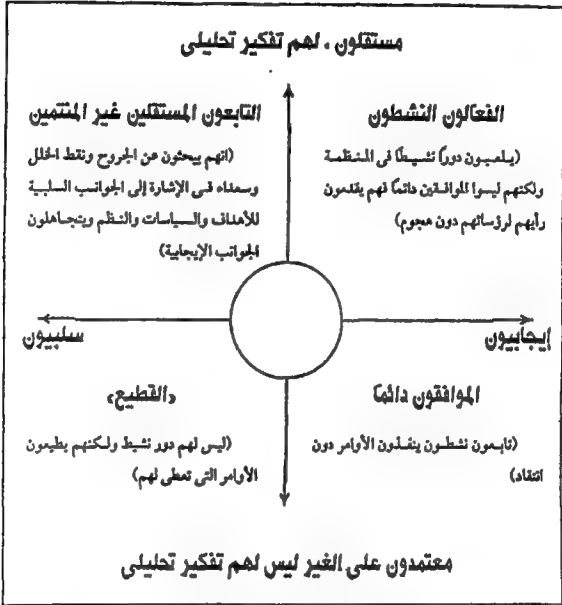 مستقلون ، لهم تفكير تحليلى
الفعالون النشطون
(يلعبون دوراً نشيطًا فى المنظمة
ولكنهم ليسوا الموافقين دائماً فهم يقدمون
رأيهم لرؤسائهم دون هجوم)
التابعون المستقلين غير المنتمين
(انهم يبحثون عن الجروح ونقط الخلل
وسعداء فى الإشارة إلى الجوانب السلبية
للأهداف والسياسات والنظم ويتجاهلون
الجوانب الإيجابية)
إيجابيون
سلبيون
الموافقون دائماً
(تابعون نشطون ينفذون الأوامر دون
انتقاد)
«القطيع»
(ليس لهم دور نشيط ولكنهم يطيعون
الأوامر التى تعطى لهم)
معتمدون على الغير ليس لهم تفكير تحليلى